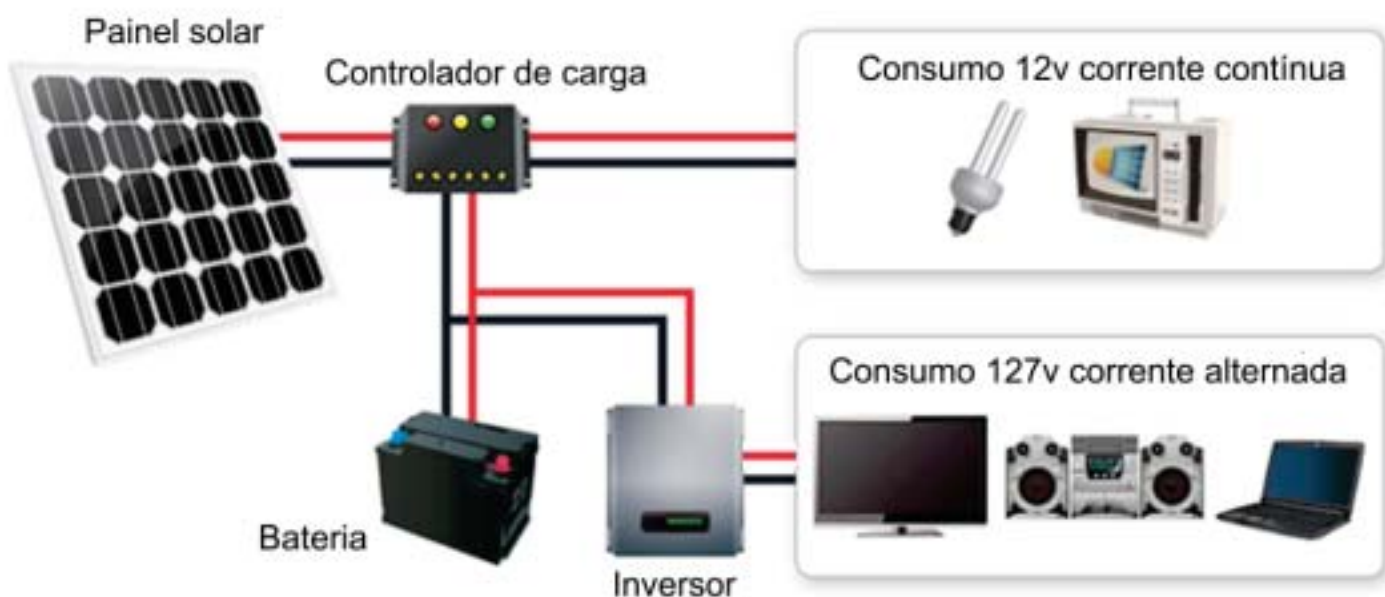 Painel solar
Controlador de carga
Consumo 12v corrente contínua
Consumo 127v corrente alternada
Bateria
Inversor